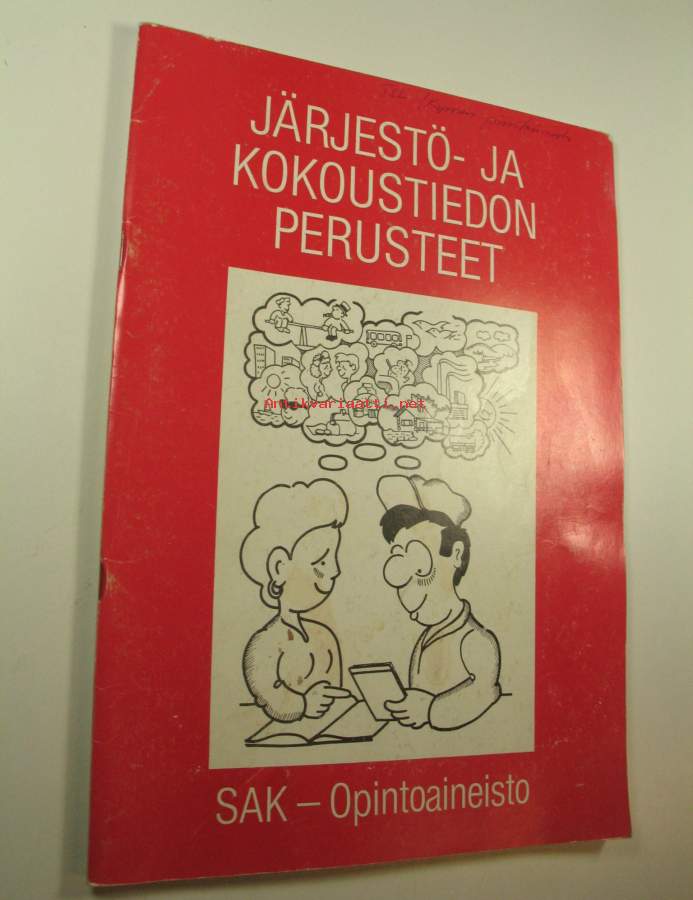 JÄRJESTÖ- JA
KOKOUSTIEDON
PERUSTEET
Antikvariaatti.net
SAK – Opintoaineisto